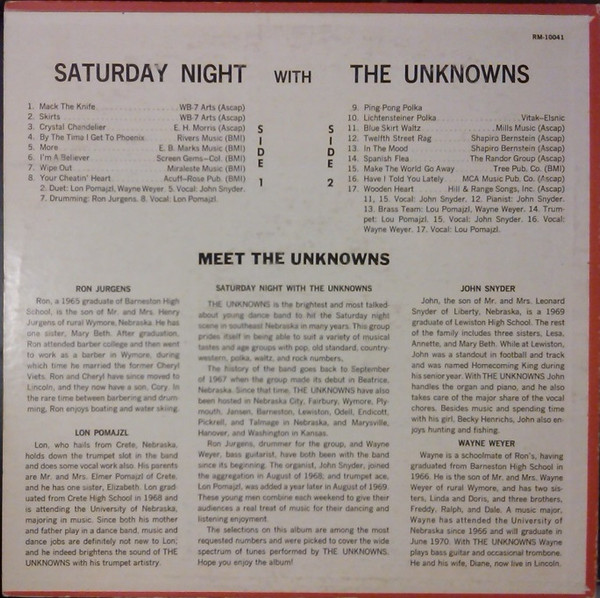 RM-10041
SATURDAY NIGHT WITH THE UNKNOWNS
1. Mack The Knife WB-7 Arts (Ascap)
2. Skirts WB-7 Arts (Ascap)
3. Crystal Chandelier E. H. Morris (Ascap)
4. By The Time I Get To Phoenix Rivers Music (BMI)
5. More E. B. Marks Music (BMI)
6. I'm A Believer Screen Gems—Col. (BMI)
7. Wipe Out Miraleste Music (BMI)
8. Your Cheatin' Heart Acuff-Rose Pub. (BMI)
2. Duet: Lon Pomajzl, Wayne Weyer. 5. Vocal: John Snyder.
7. Drumming: Ron Jurgens. 8. Vocal: Lon Pomajzl.
SIDE 1
SIDE 2
9. Ping Pong Polka
10. Lichtensteiner Polka Vitak-Elsnic
11. Blue Skirt Waltz Mills Music (Ascap)
12. Twelfth Street Rag Shapiro Bernstein (Ascap)
13. In The Mood Shapiro Bernstein (Ascap)
14. Spanish Flea The Randor Group (Ascap)
15. Make The World Go Away Tree Pub. Co. (BMI)
16. Have I Told You Lately MCA Music Pub. Co. (Ascap)
17. Wooden Heart Hill & Range Songs, Inc. (Ascap)
11, 15. Vocal: John Snyder. 12. Pianist: John Snyder.
13. Brass Team: Lou Pomajzl, Wayne Weyer. 14. Trum-
pet: Lou Pomajzl. 15. Vocal: John Snyder. 16. Vocal:
Wayne Weyer. 17. Vocal: Lou Pomajzl.
MEET THE UNKNOWNS
RON JURGENS
Ron, a 1965 graduate of Barneston High
School, is the son of Mr. and Mrs. Henry
Jurgens of rural Wymore, Nebraska. He has
one sister, Mary Beth. After graduation,
Ron attended barber college and then went
to work as a barber in Wymore, during
which time he married the former Cheryl
Viets. Ron and Cheryl have since moved to
Lincoln, and they now have a son, Cory. In
the rare time between barbering and drum-
ming, Ron enjoys boating and water skiing.
LON POMAJZL
Lon, who hails from Crete, Nebraska,
holds down the trumpet slot in the band
and does some vocal work also. His parents
are Mr. and Mrs. Elmer Pomajzl of Crete,
and he has one sister, Elizabeth. Lon grad-
uated from Crete High School in 1968 and
is attending the University of Nebraska,
majoring in music. Since both his mother
and father play in a dance band, music and
dance jobs are definitely not new to Lon;
and he indeed brightens the sound of THE
UNKNOWNS with his trumpet artistry.
SATURDAY NIGHT WITH THE UNKNOWNS
THE UNKNOWNS is the brightest and most talked-
about young dance band to hit the Saturday night
scene in southeast Nebraska in many years. This group
prides itself in being able to suit a variety of musical
tastes and age groups with pop, old standard, country-
western, polka, waltz, and rock numbers.
The history of the band goes back to September
of 1967 when the group made its debut in Beatrice,
Nebraska. Since that time, THE UNKNOWNS have also
been hosted in Nebraska City, Fairbury, Wymore, Ply-
mouth, Jansen, Barneston, Lewiston, Odell, Endicott,
Pickrell, and Talmage in Nebraska, and Marysville,
Hanover, and Washington in Kansas.
Ron Jurgens, drummer for the group, and Wayne
Weyer, bass guitarist, have both been with the band
since its beginning. The organist, John Snyder, joined
the aggregation in August of 1968; and trumpet ace,
Lon Pomajzl, was added a year later in August of 1969.
These young men combine each weekend to give their
audiences a real treat of music for their dancing and
listening enjoyment.
The selections on this album are among the most
requested numbers and were picked to cover the wide
spectrum of tunes performed by THE UNKNOWNS.
Hope you enjoy the album!
JOHN SNYDER
John, the son of Mr. and Mrs. Leonard
Snyder of Liberty, Nebraska, is a 1969
graduate of Lewiston High School. The rest
of the family includes three sisters, Lesa,
Annette, and Mary Beth. While at Lewiston,
John was a standout in football and track
and was named Homecoming King during
his senior year. With THE UNKNOWNS John
handles the organ and piano, and he also
takes care of the major share of the vocal
chores. Besides music and spending time
with his girl, Becky Henrichs, John also en-
joys hunting and fishing.
WAYNE WEYER
Wayne is a schoolmate of Ron's, having
graduated from Barneston High School in
1966. He is the son of Mr. and Mrs. Wayne
Weyer of rural Wymore, and has two sis-
ters, Linda and Doris, and three brothers,
Freddy, Ralph, and Dale. A music major,
Wayne has attended the University of
Nebraska since 1966 and will graduate in
June 1970. With THE UNKNOWNS Wayne
plays bass guitar and occasional trombone.
He and his wife, Diane, now live in Lincoln.